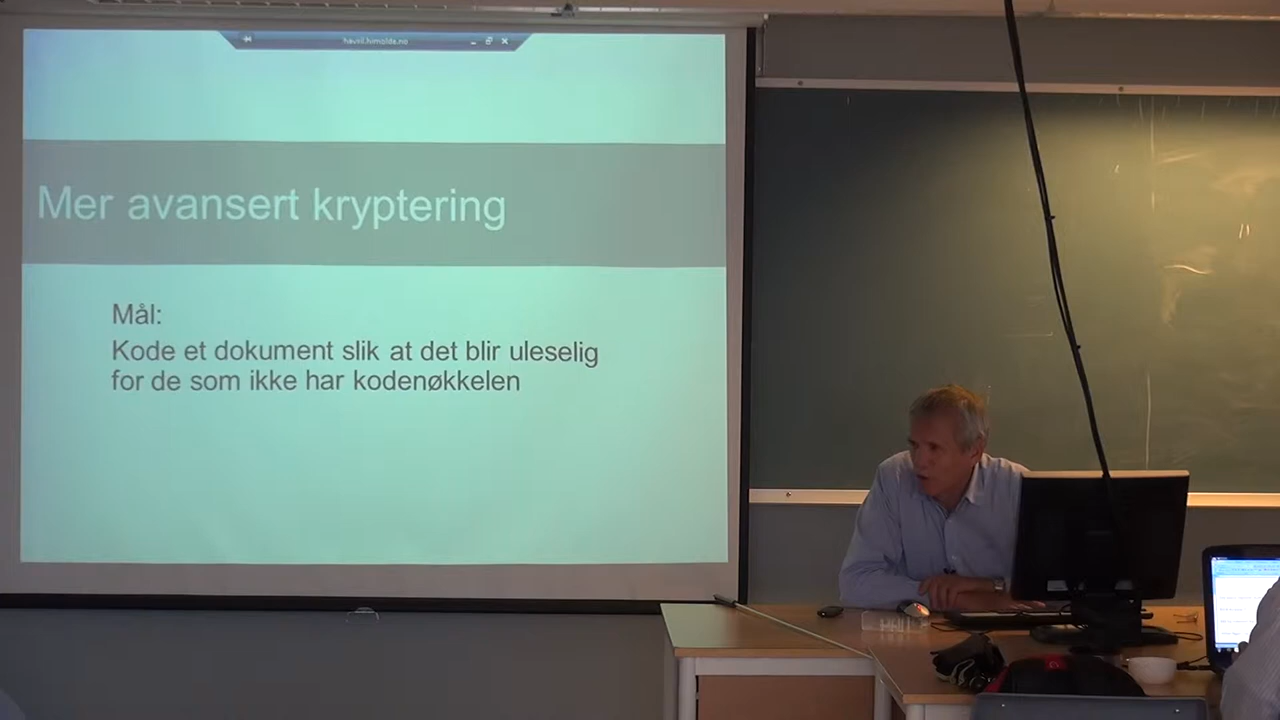 havriil.himolde.no
Mer avansert kryptering
Mål:
Kode et dokument slik at det blir uleselig
for de som ikke har kodenøkkelen